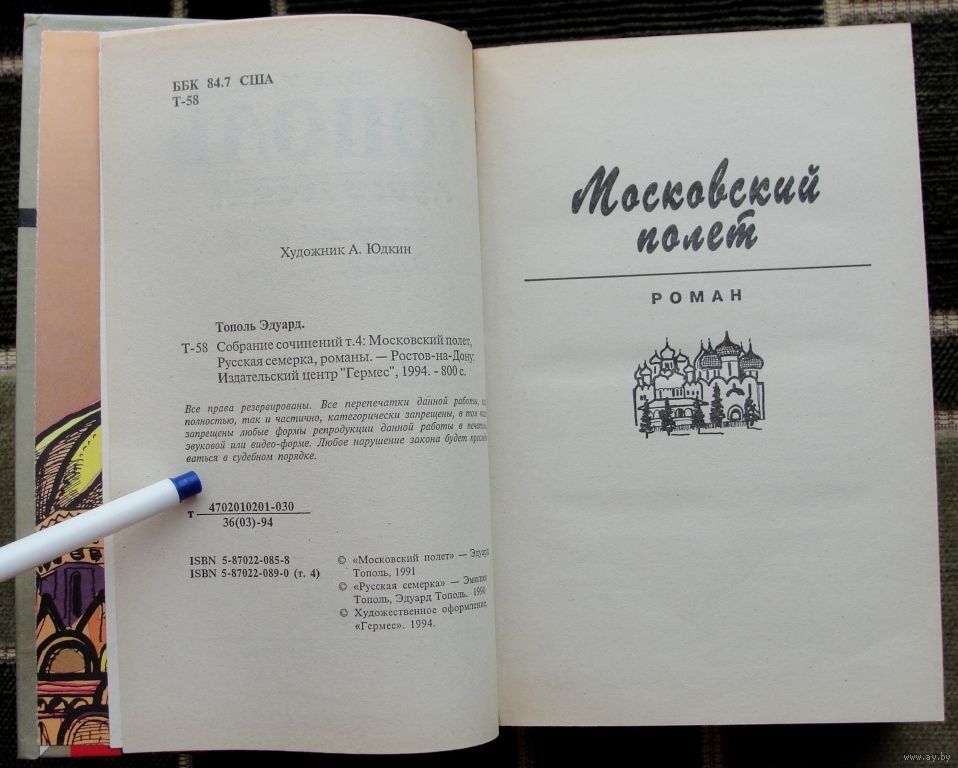 ББК 84.7 США
Т-58
Художник А. Юдкин
Тополь Эдуард.
Т-58 Собрание сочинений т.4: Московский полет,
Русская семерка, романы. — Ростов-на-Дону:
Издательский центр "Гермес", 1994. - 800 с.
Все права резервированы. Все перепечатки данной работы,
полностью, так и частично, категорически запрещены, в том
запрещены любые формы репродукции данной работы в
звуковой или видео-форме. Любое нарушение закона будет
ваться в судебном порядке.
Т 4702010201-030
36(03)-94
ISBN 5-87022-085-8
ISBN 5-87022-089-0 (т. 4)
© «Московский полет» —
Тополь, 1991
© «Русская семерка» —
Тополь, Эдуард Тополь. 1990
© Художественное оформление,
«Гермес». 1994.
Московский
полет
РОМАН
www.ay.by